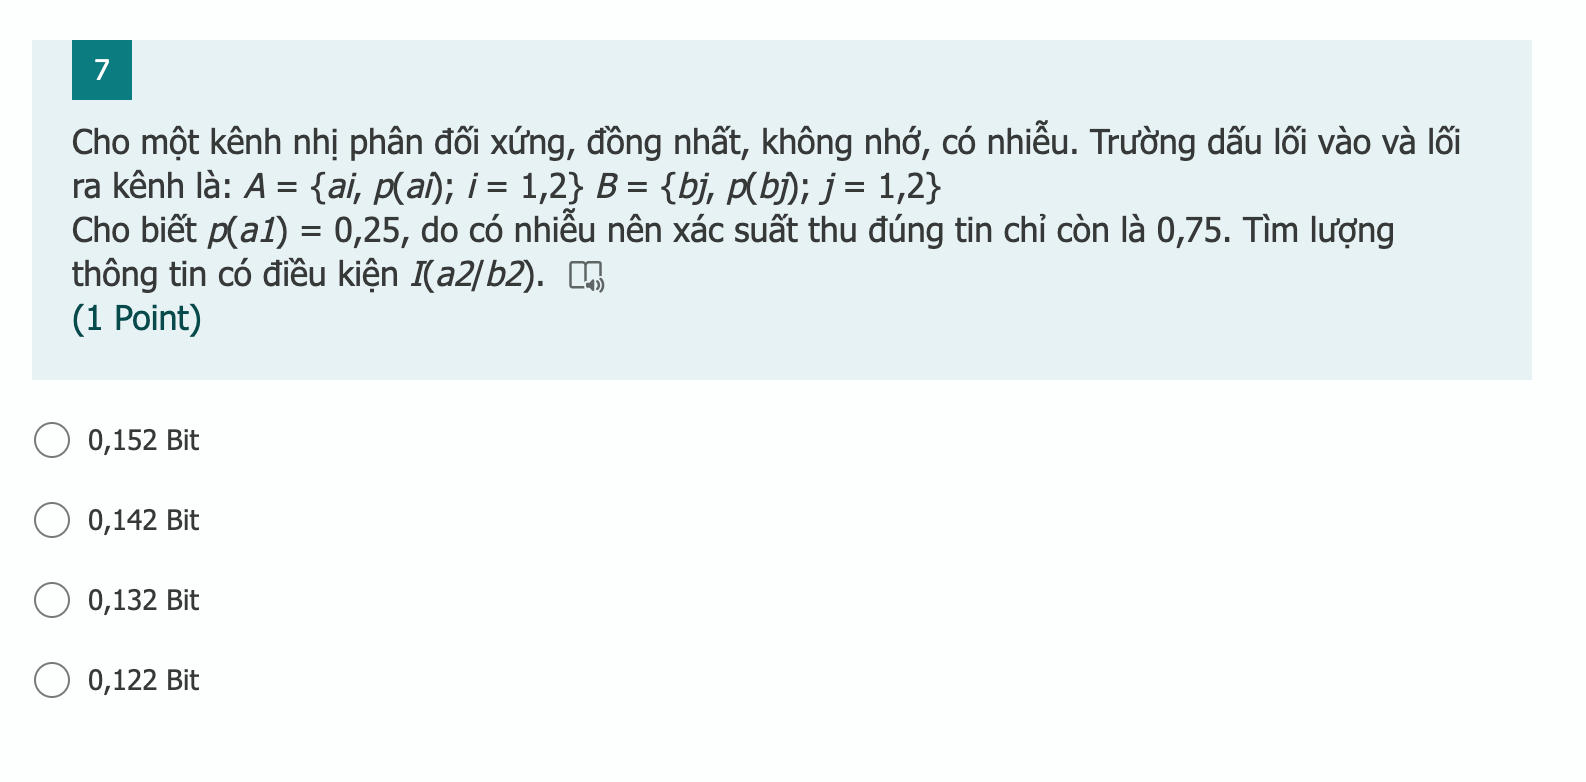 7
Cho một kênh nhị phân đối xứng, đồng nhất, không nhớ, có nhiễu. Trường dấu lối vào và lối
ra kênh là: A = {ai, p(ai); i = 1,2} B = {bj, p(bj); j = 1,2}
Cho biết p(a1) = 0,25, do có nhiễu nên xác suất thu đúng tin chỉ còn là 0,75. Tìm lượng
thông tin có điều kiện I(a2/b2).
(1 Point)
0,152 Bit
0,142 Bit
0,132 Bit
0,122 Bit